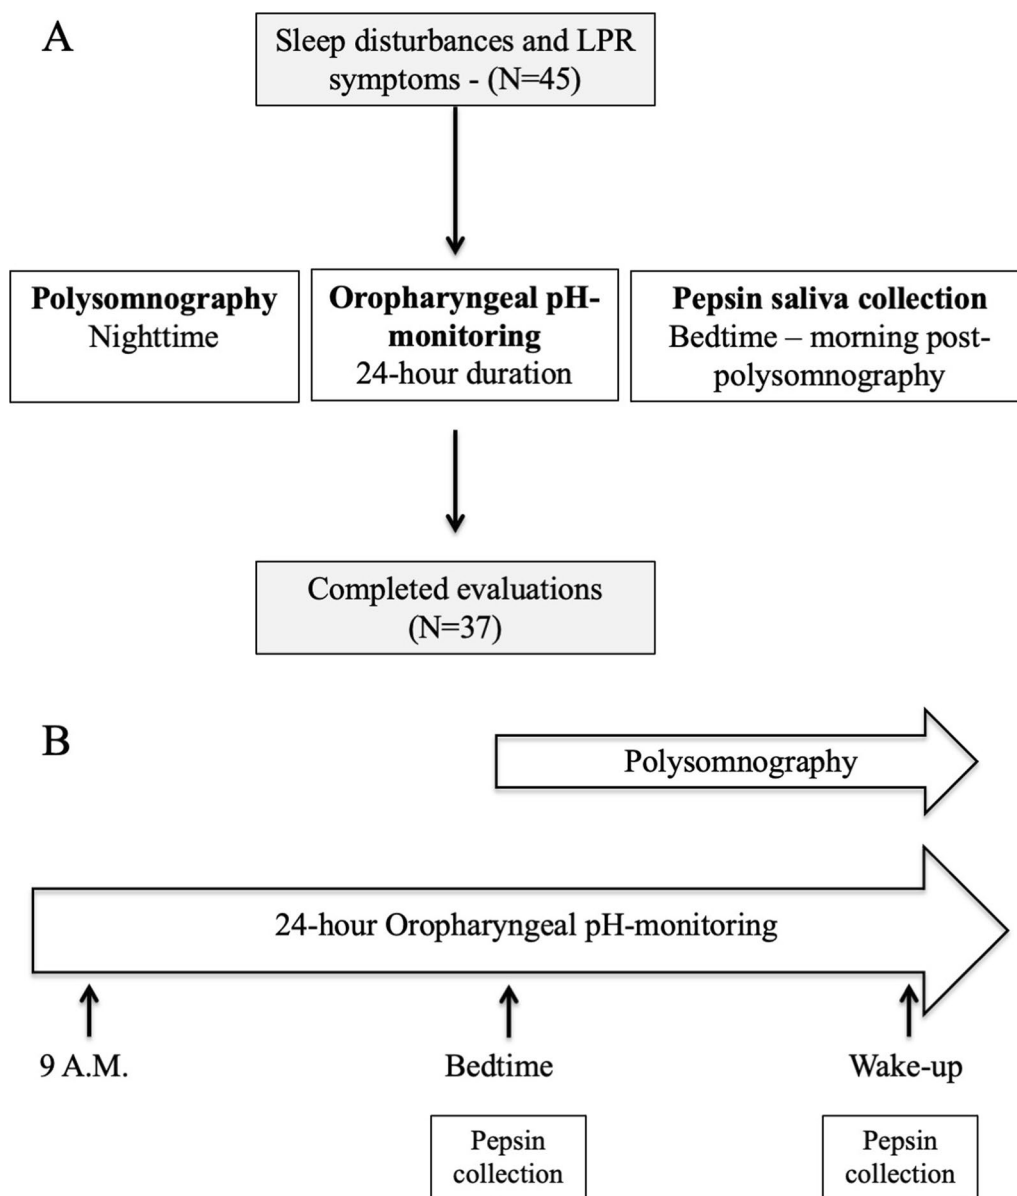 A
Sleep disturbances and LPR
symptoms - (N=45)
Polysomnography
Nighttime
Oropharyngeal pH-
monitoring
24-hour duration
Pepsin saliva collection
Bedtime – morning post-
polysomnography
Completed evaluations
(N=37)
B
Polysomnography
24-hour Oropharyngeal pH-monitoring
9 A.M.
Bedtime
Wake-up
Pepsin
collection
Pepsin
collection